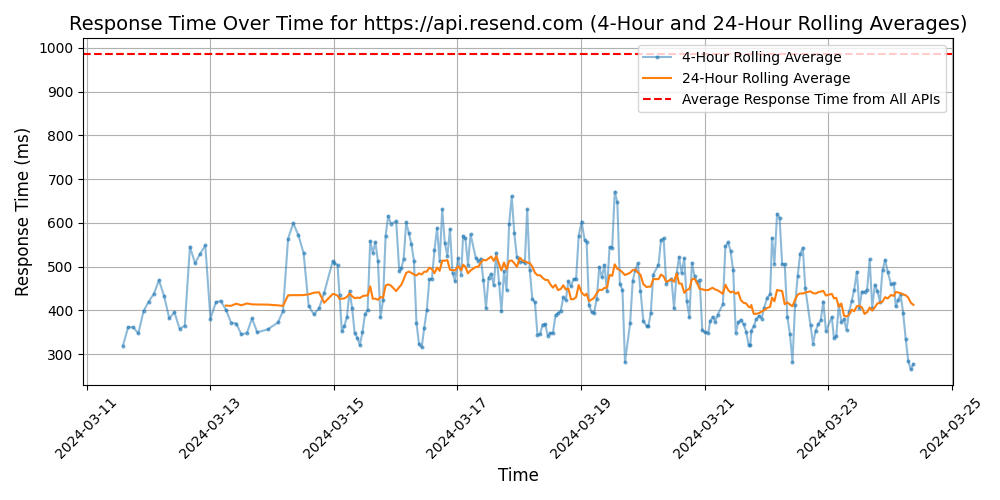 Response Time Over Time for https://api.resend.com (4-Hour and 24-Hour Rolling Averages)
4-Hour Rolling Average
24-Hour Rolling Average
Average Response Time from All APIs
Response Time (ms)
1000
900
800
700
600
500
400
300
2024-03-11
2024-03-13
2024-03-15
2024-03-17
2024-03-19
2024-03-21
2024-03-23
2024-03-25
Time